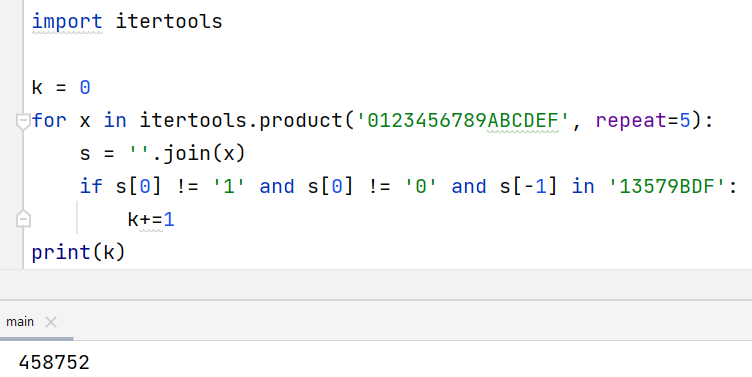 import itertools
k = 0
for x in itertools.product('0123456789ABCDEF', repeat=5):
    s = ''.join(x)
    if s[0] != '1' and s[0] != '0' and s[-1] in '13579BDF':
        k+=1
print(k)
main
458752